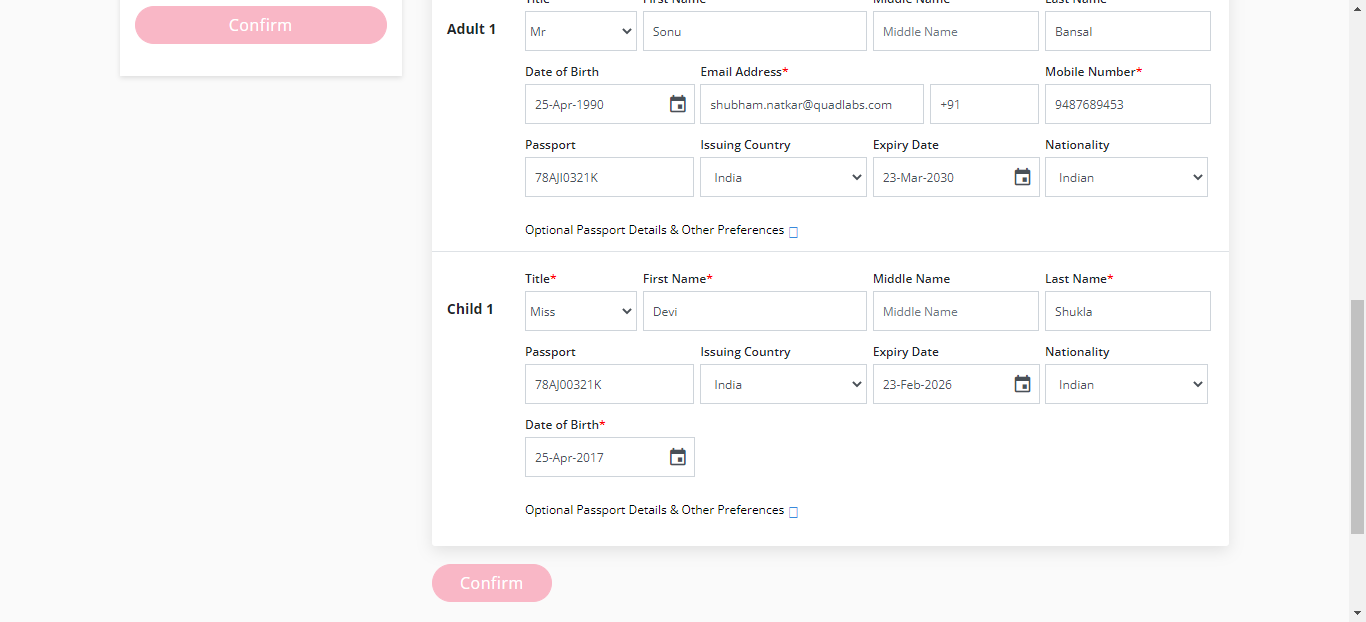 Title First Name Middle Name Last Name
Confirm
Adult 1 Mr Sonu Middle Name Bansal
Date of Birth Email Address* Mobile Number*
25-Apr-1990 shubham.natkar@quadlabs.com +91 9487689453
Passport Issuing Country Expiry Date Nationality
78AJI0321K India 23-Mar-2030 Indian
Optional Passport Details & Other Preferences
Title* First Name* Middle Name Last Name*
Child 1 Miss Devi Middle Name Shukla
Passport Issuing Country Expiry Date Nationality
78AJ00321K India 23-Feb-2026 Indian
Date of Birth*
25-Apr-2017
Optional Passport Details & Other Preferences
Confirm